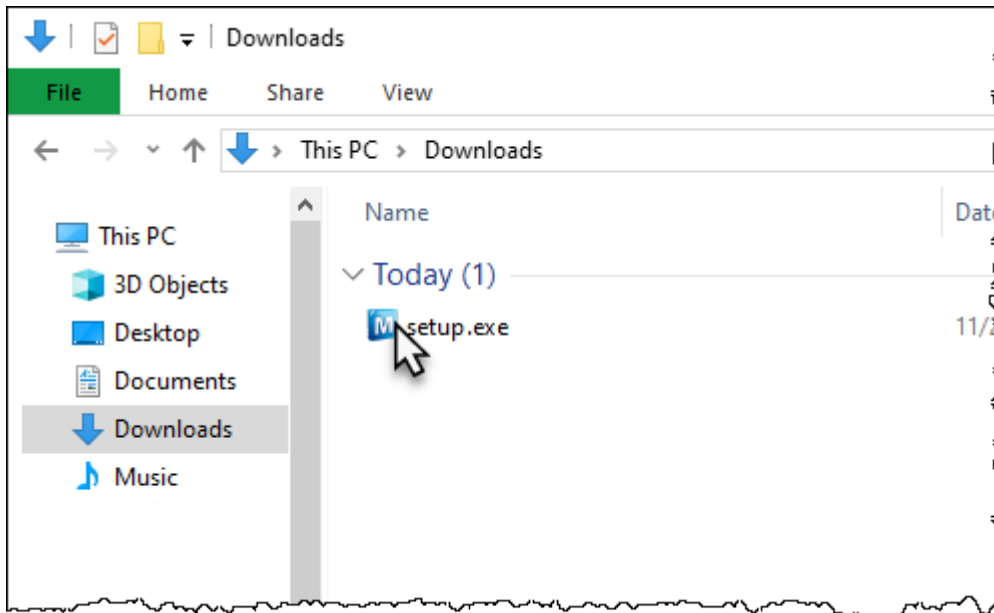 Downloads
File Home Share View
This PC > Downloads
Name
This PC
Today (1)
3D Objects
M setup.exe
Desktop
Documents
Downloads
Music